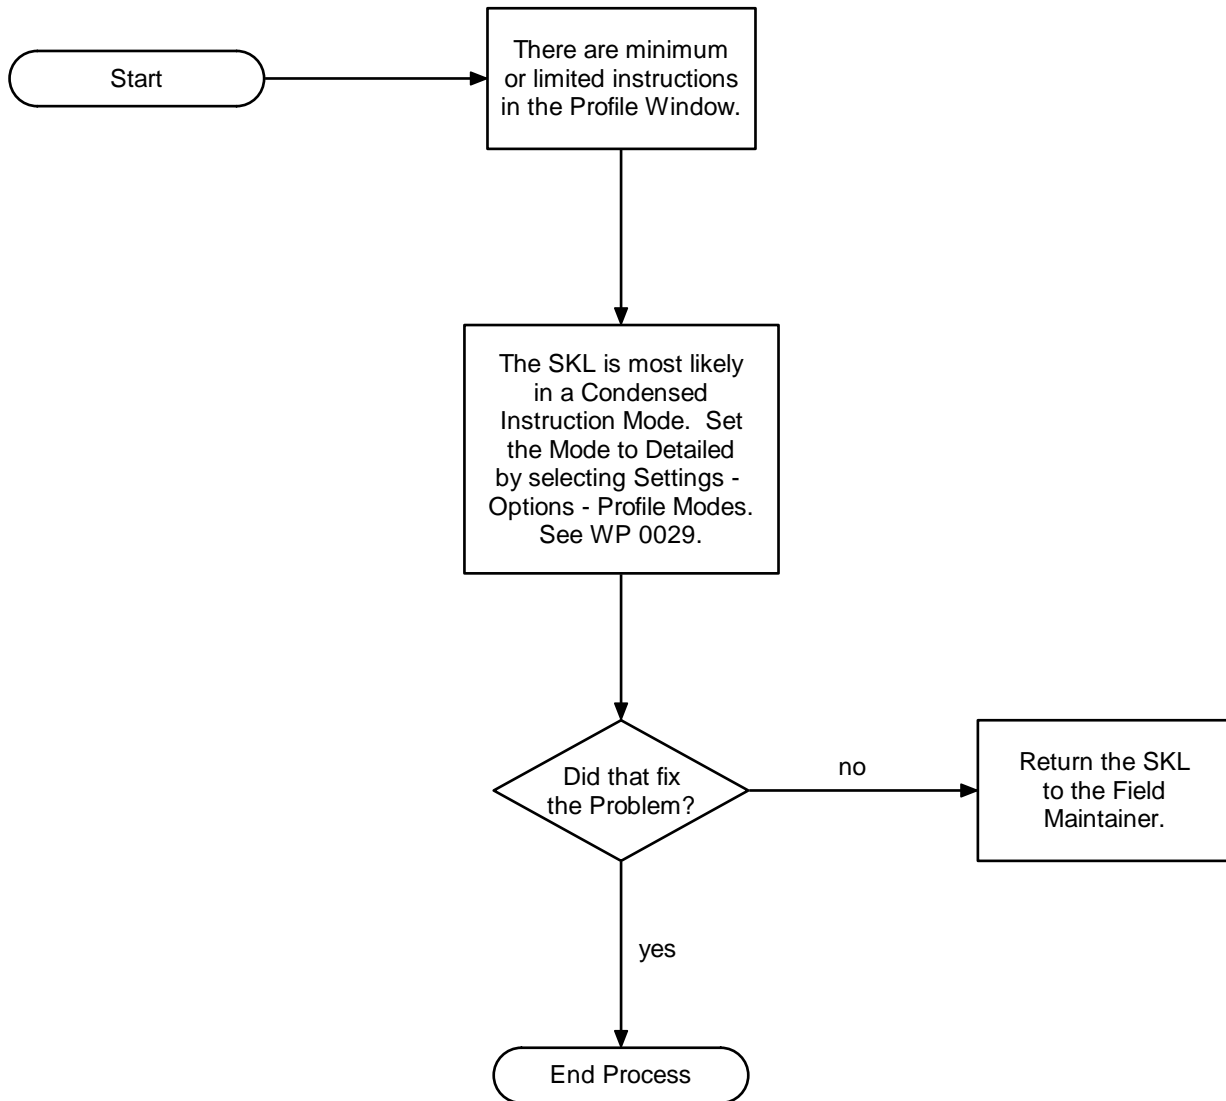 Start
There are minimum
or limited instructions
in the Profile Window.
The SKL is most likely
in a Condensed
Instruction Mode.  Set
the Mode to Detailed
by selecting Settings -
Options - Profile Modes.
See WP 0029.
Did that fix
the Problem?
no
Return the SKL
to the Field
Maintainer.
yes
End Process